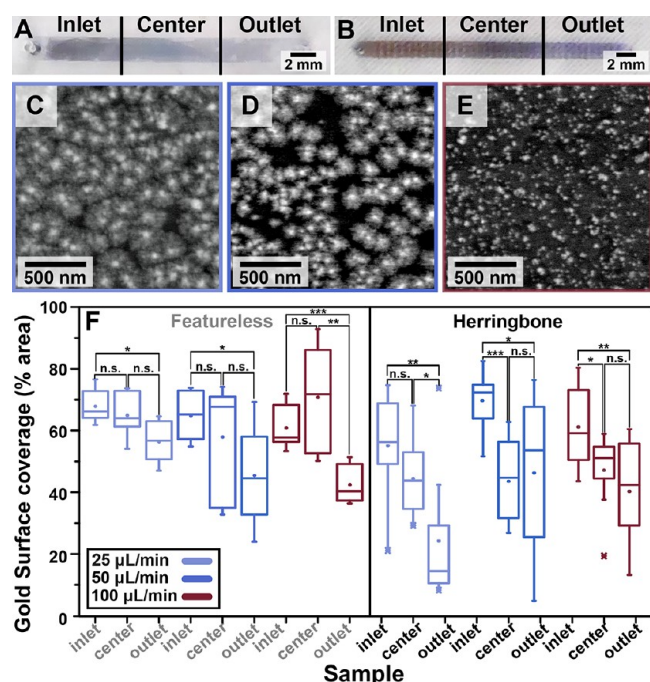 A Inlet Center Outlet
2 mm
B Inlet Center Outlet
2 mm
C
500 nm
D
500 nm
E
500 nm
F
Featureless
Herringbone
Gold Surface coverage (% area)
100
80
60
40
20
0
n.s. * n.s.
n.s. * n.s.
n.s. *** **
n.s. ** *
*** * n.s.
* ** n.s.
25 µL/min
50 µL/min
100 µL/min
inlet center outlet inlet center outlet inlet center outlet inlet center outlet inlet center outlet inlet center outlet
Sample